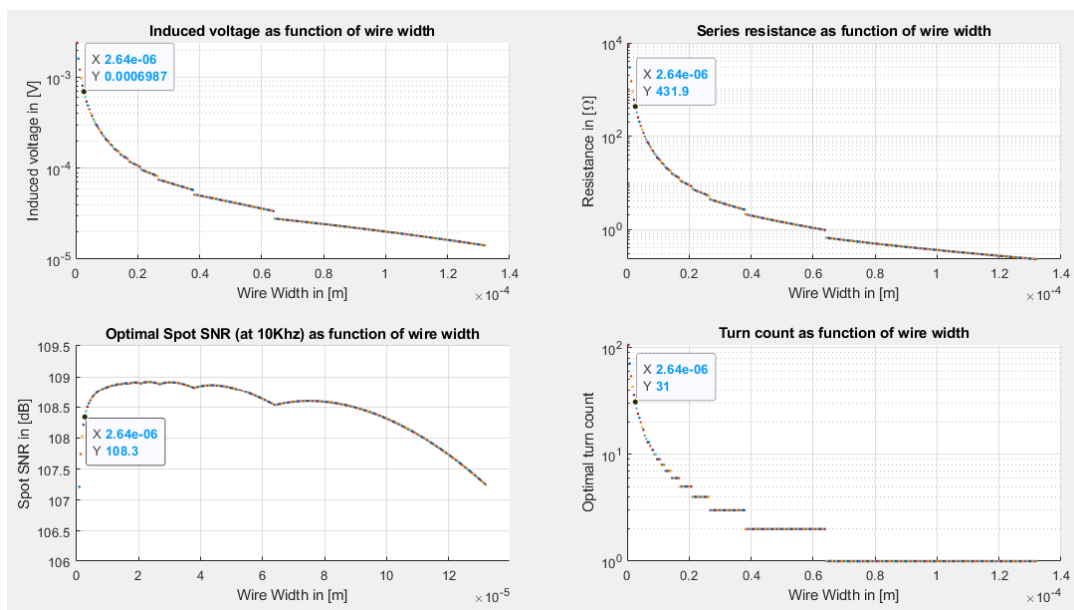 Induced voltage as function of wire width
X 2.64e-06
Y 0.0006987
Induced voltage in [V]
10^-3
10^-4
10^-5
0 0.2 0.4 0.6 0.8 1 1.2 1.4
Wire Width in [m]
×10^-4
Series resistance as function of wire width
X 2.64e-06
Y 431.9
Resistance in [Ω]
10^4
10^2
10^0
0 0.2 0.4 0.6 0.8 1 1.2 1.4
Wire Width in [m]
×10^-4
Optimal Spot SNR (at 10Khz) as function of wire width
X 2.64e-06
Y 108.3
Spot SNR in [dB]
109.5
109
108.5
108
107.5
107
106.5
106
0 2 4 6 8 10 12
Wire Width in [m]
×10^-5
Turn count as function of wire width
X 2.64e-06
Y 31
Optimal turn count
10^2
10^1
10^0
0 0.2 0.4 0.6 0.8 1 1.2 1.4
Wire Width in [m]
×10^-4